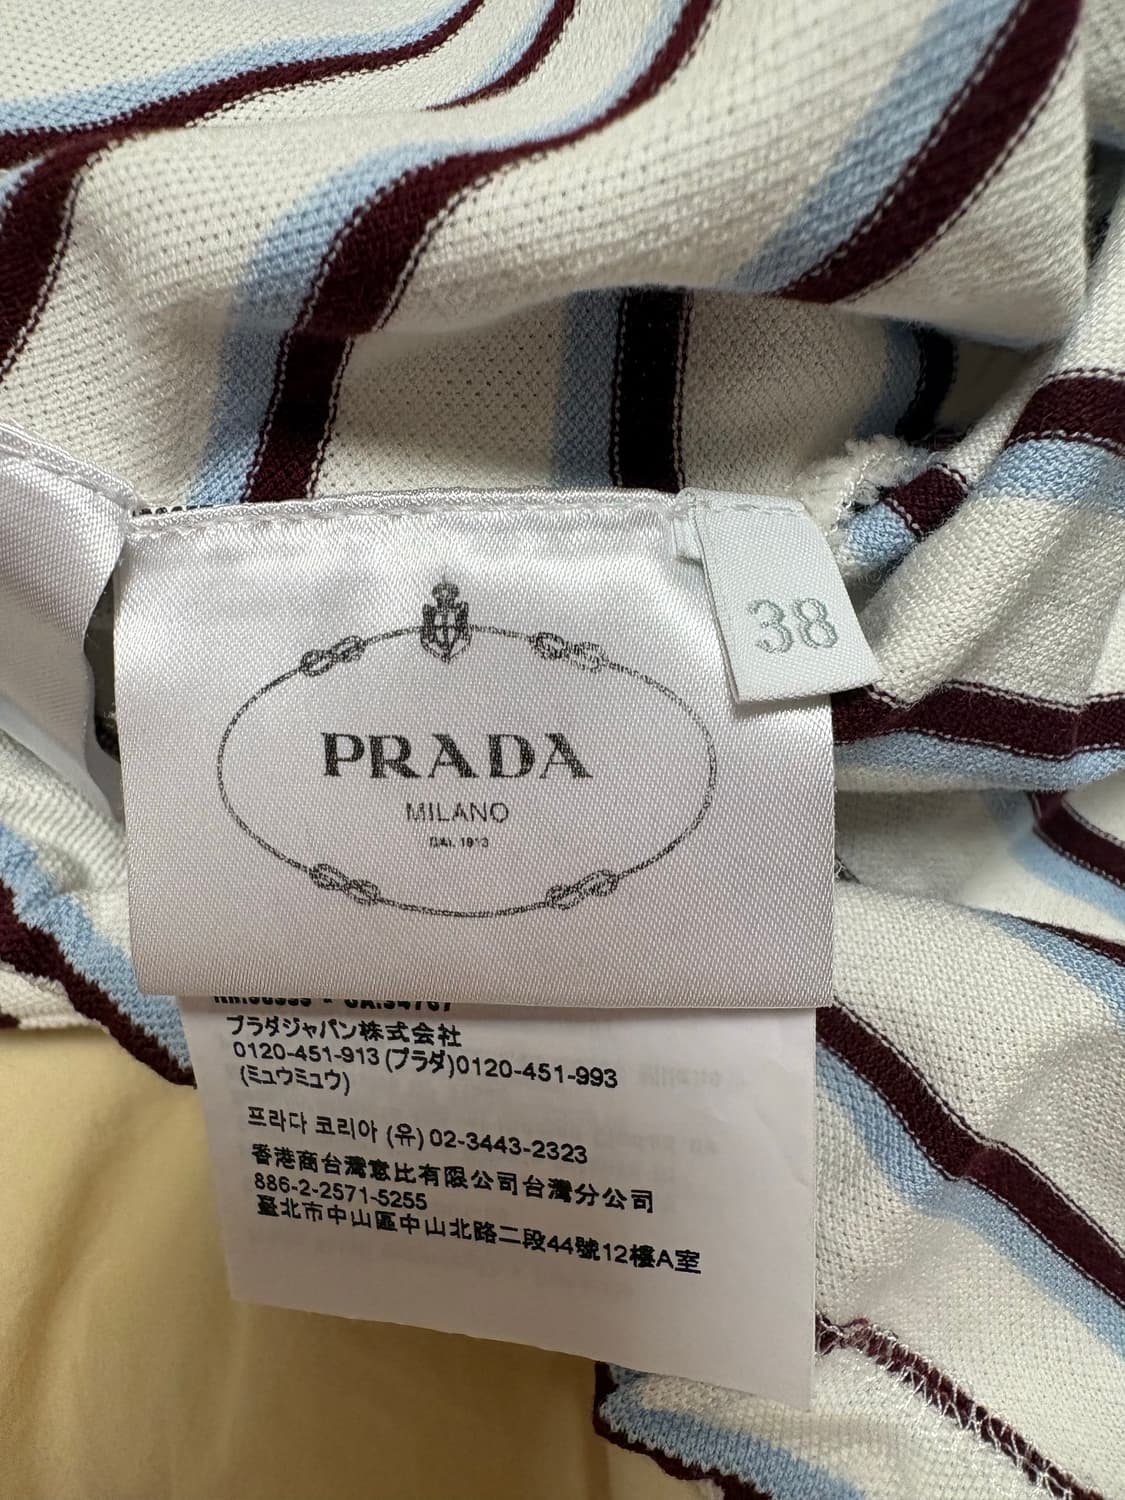 PRADA
MILANO
DAL 1913
38
プラダジャパン株式会社
0120-451-913 (プラダ)0120-451-993
(ミュウミュウ)
프라다 코리아 (유) 02-3443-2323
香港商台灣意比有限公司台灣分公司
886-2-2571-5255
臺北市中山區中山北路二段44號12樓A室